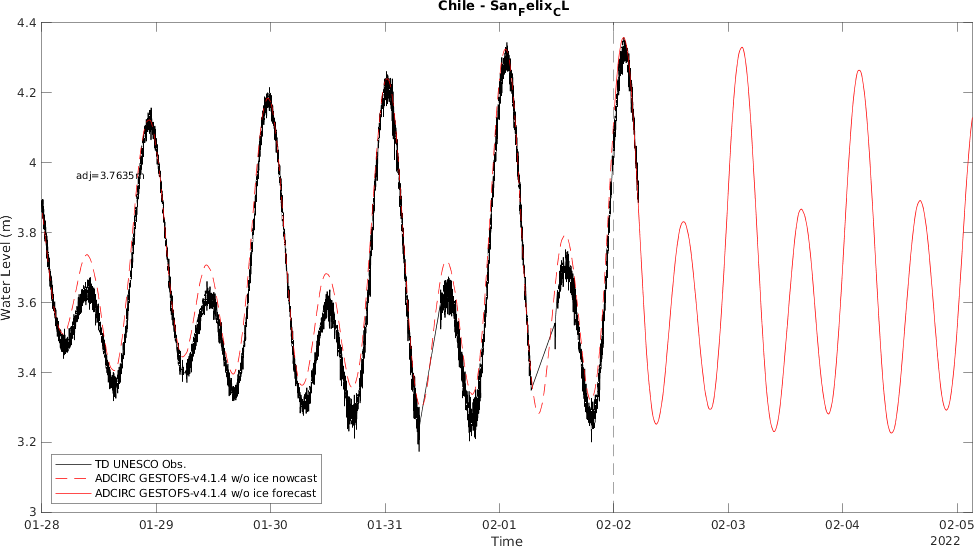 Chile - San_Felix_CL
4.4
4.2
4
3.8
3.6
3.4
3.2
3
Water Level (m)
adj=3.7635m
TD UNESCO Obs.
ADCIRC GESTOFS-v4.1.4 w/o ice nowcast
ADCIRC GESTOFS-v4.1.4 w/o ice forecast
01-28 01-29 01-30 01-31 02-01 02-02 02-03 02-04 02-05
Time 2022